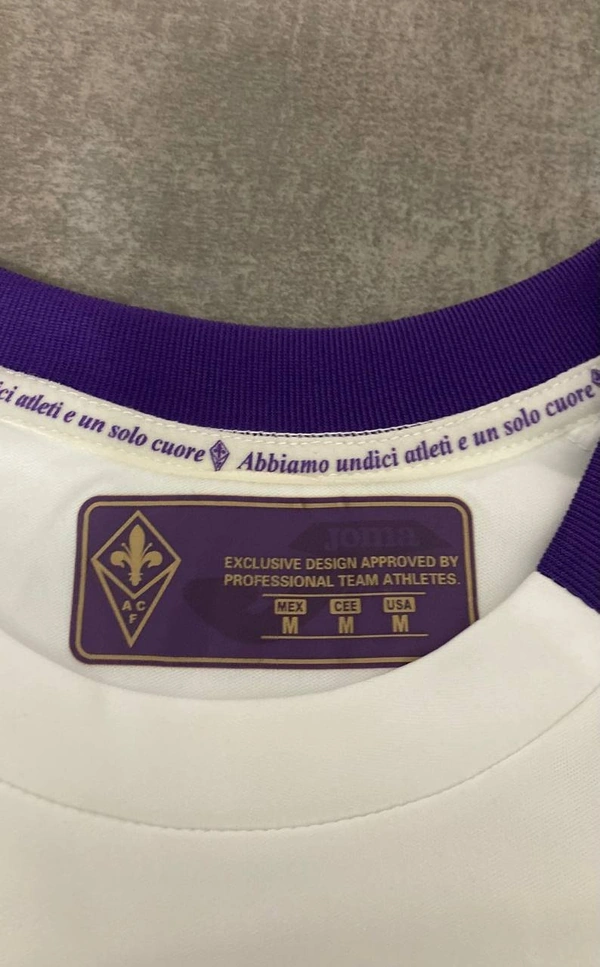 ci atleti e un solo cuore Abbiamo undici atleti e un solo cuore
EXCLUSIVE DESIGN APPROVED BY
PROFESSIONAL TEAM ATHLETES.
A C
F
MEX CEE USA
M M M